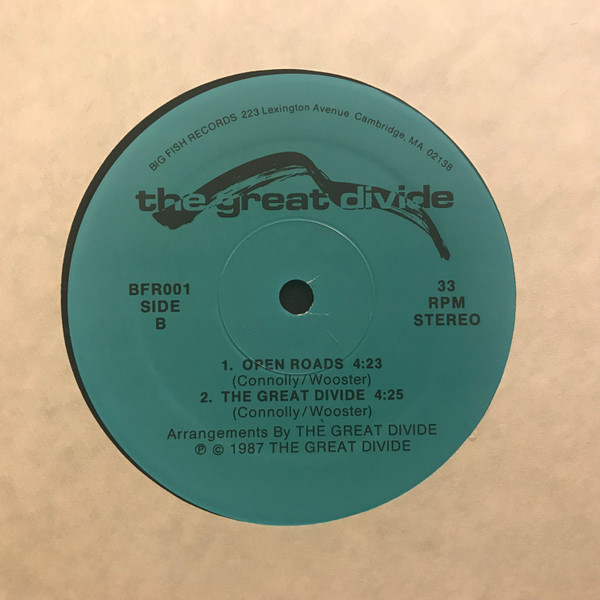 BIG FISH RECORDS 223 Lexington Avenue Cambridge, MA 02138
the great divide
BFR001
SIDE
B
33
RPM
STEREO
1. OPEN ROADS 4:23
(Connolly/Wooster)
2. THE GREAT DIVIDE 4:25
(Connolly/Wooster)
Arrangements By THE GREAT DIVIDE
℗ © 1987 THE GREAT DIVIDE